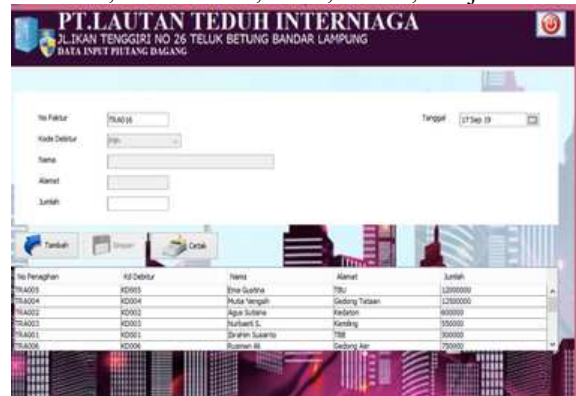 PT.LAUTAN TEDUH INTERNIAGA
JL.IKAN TENGGIRI NO 26 TELUK BETUNG BANDAR LAMPUNG
DATA INPUT PIUTANG DAGANG
No Faktur TRA016 Tanggal 17 Sep 19
Kode Debitur Pilih
Nama
Alamat
Jumlah
Tambah Simpan Cetak
No Penagihan Kd Debitur Nama Alamat Jumlah
TRA005 KD005 Ema Gustina TBU 12000000
TRA004 KD004 Mutia Yengsih Gedong Tataan 12500000
TRA002 KD002 Agus Sutiana Kedaton 600000
TRA003 KD003 Nurbaeti S. Kemiling 550000
TRA001 KD001 Ibrahim Susanto TBB 300000
TRA006 KD006 Rusman Ali Gedong Air 750000